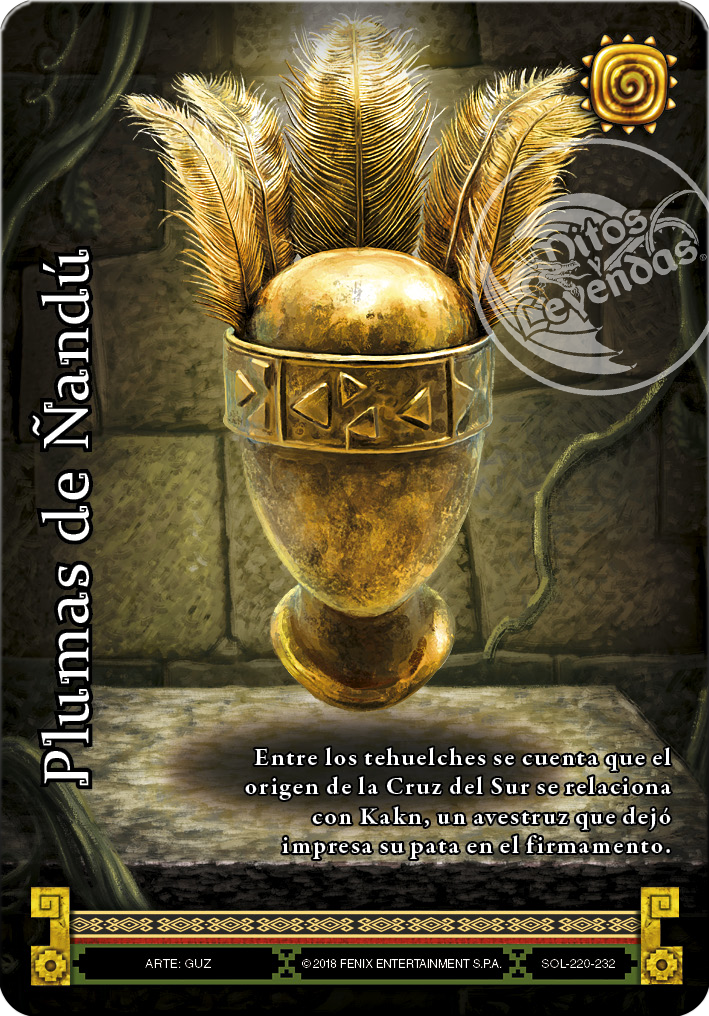 Mitos
y
Leyendas
Plumas de Ñandú
Entre los tehuelches se cuenta que el
origen de la Cruz del Sur se relaciona
con Kakn, un avestruz que dejó
impresa su pata en el firmamento.
ARTE: GUZ
©2018 FENIX ENTERTAINMENT S.P.A.
SOL-220-232